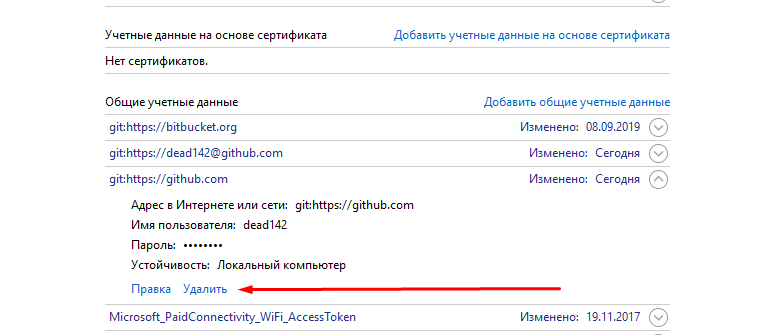 Учетные данные на основе сертификата Добавить учетные данные на основе сертификата
Нет сертификатов.
Общие учетные данные Добавить общие учетные данные
git:https://bitbucket.org Изменено: 08.09.2019
git:https://dead142@github.com Изменено: Сегодня
git:https://github.com Изменено: Сегодня
Адрес в Интернете или сети: git:https://github.com
Имя пользователя: dead142
Пароль: ••••••••
Устойчивость: Локальный компьютер
Правка Удалить
Microsoft_PaidConnectivity_WiFi_AccessToken Изменено: 19.11.2017